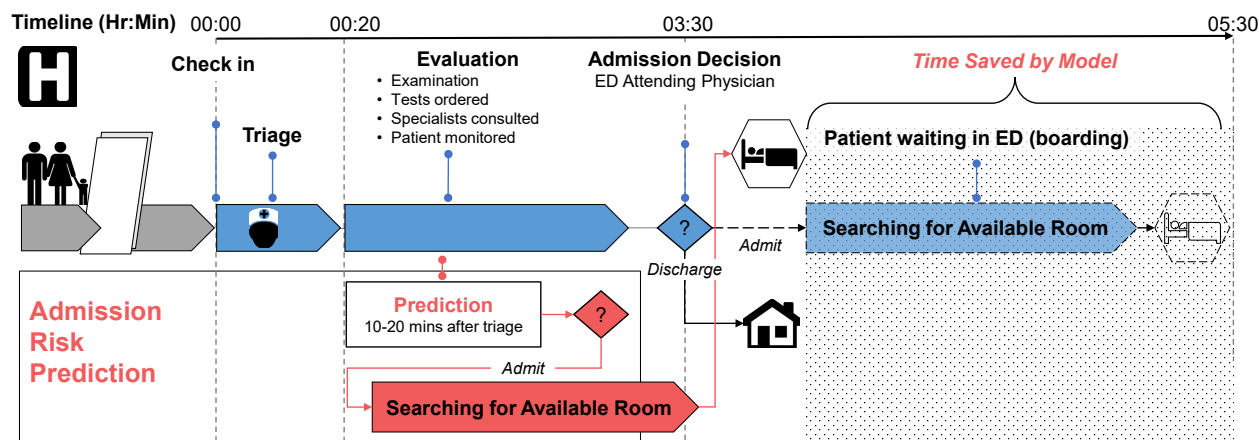 Timeline (Hr:Min) 00:00 00:20 03:30 05:30
H
Check in
Triage
Evaluation
• Examination
• Tests ordered
• Specialists consulted
• Patient monitored
Admission Decision
ED Attending Physician
Time Saved by Model
Patient waiting in ED (boarding)
?
Admit
Searching for Available Room
Discharge
Admission
Risk
Prediction
Prediction
10-20 mins after triage
?
Admit
Searching for Available Room